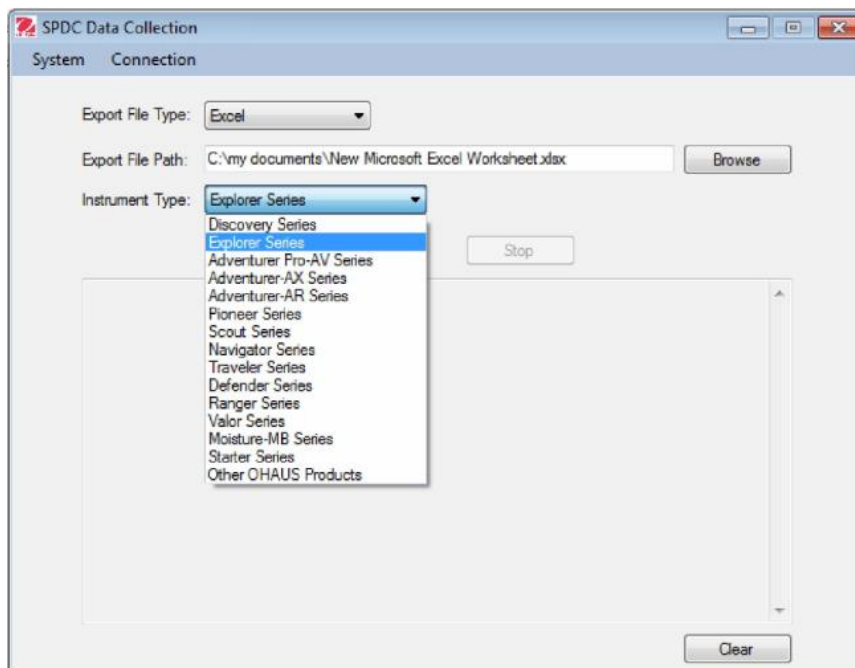 SPDC Data Collection
System Connection
Export File Type: Excel
Export File Path: C:\my documents\New Microsoft Excel Worksheet.xlsx Browse
Instrument Type: Explorer Series
Discovery Series
Explorer Series
Adventurer Pro-AV Series
Adventurer-AX Series
Adventurer-AR Series
Pioneer Series
Scout Series
Navigator Series
Traveler Series
Defender Series
Ranger Series
Valor Series
Moisture-MB Series
Starter Series
Other OHAUS Products
Stop
Clear